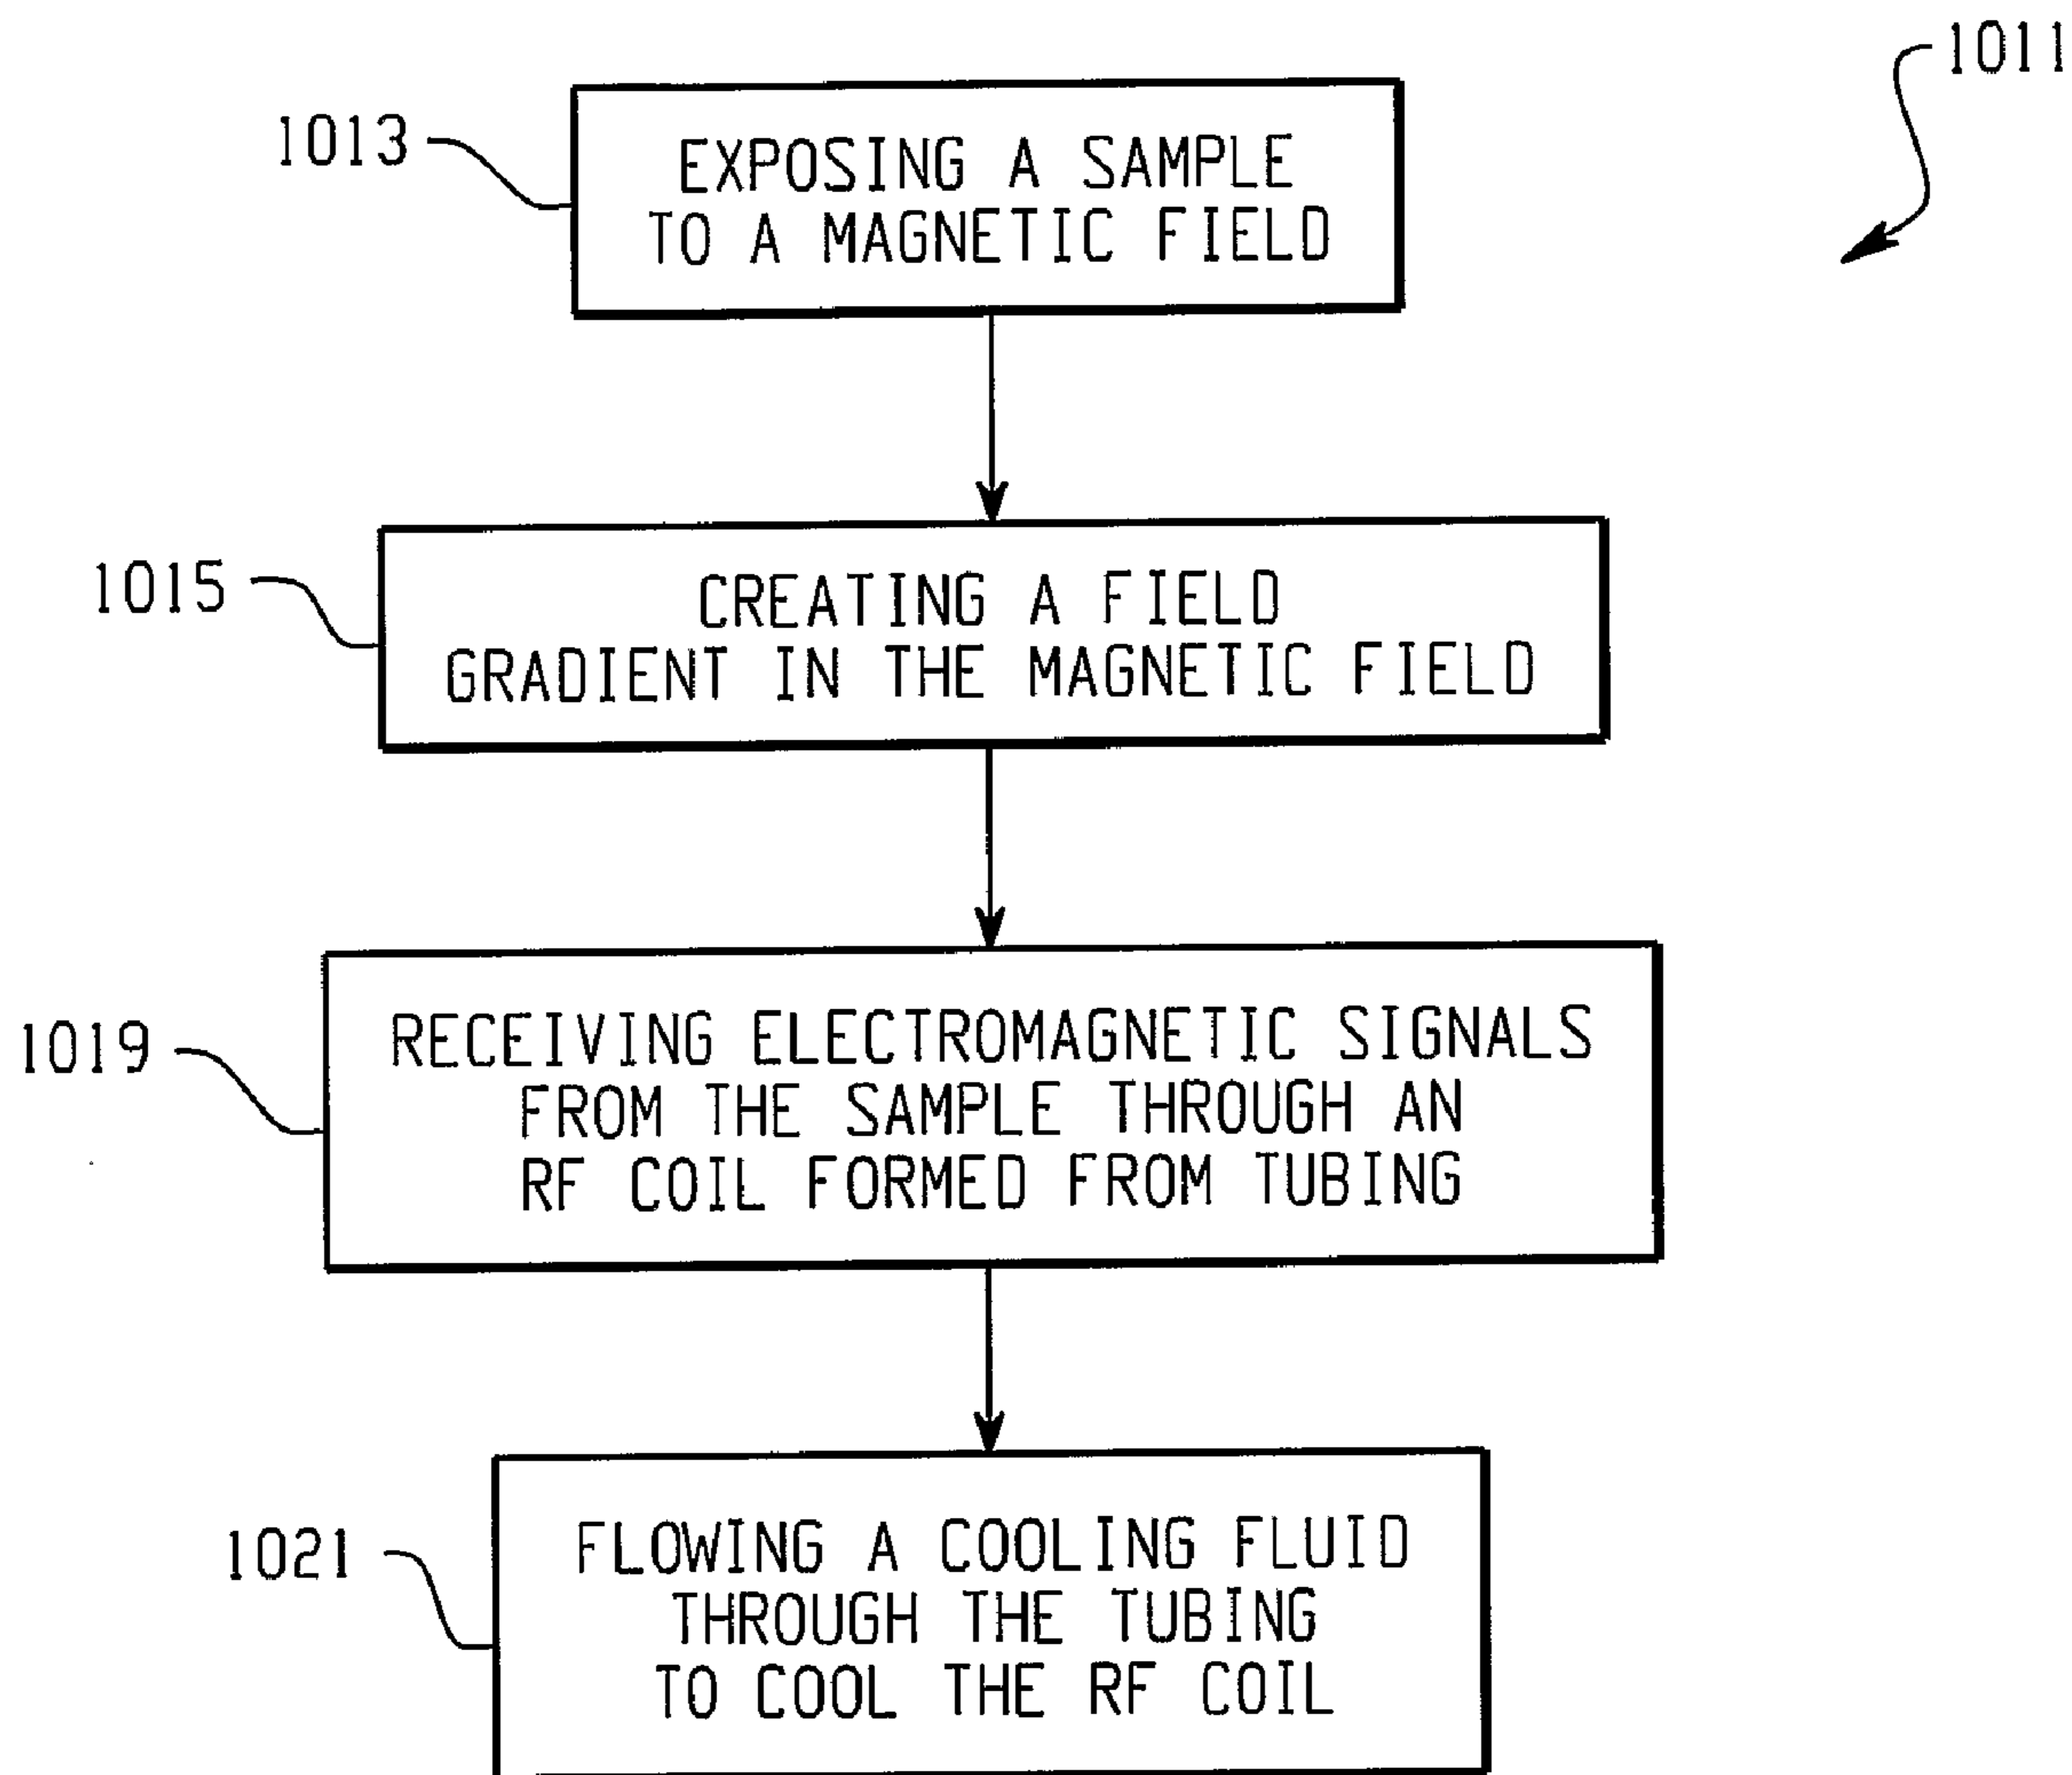 1011
1013
EXPOSING A SAMPLE
TO A MAGNETIC FIELD
1015
CREATING A FIELD
GRADIENT IN THE MAGNETIC FIELD
1019
RECEIVING ELECTROMAGNETIC SIGNALS
FROM THE SAMPLE THROUGH AN
RF COIL FORMED FROM TUBING
1021
FLOWING A COOLING FLUID
THROUGH THE TUBING
TO COOL THE RF COIL